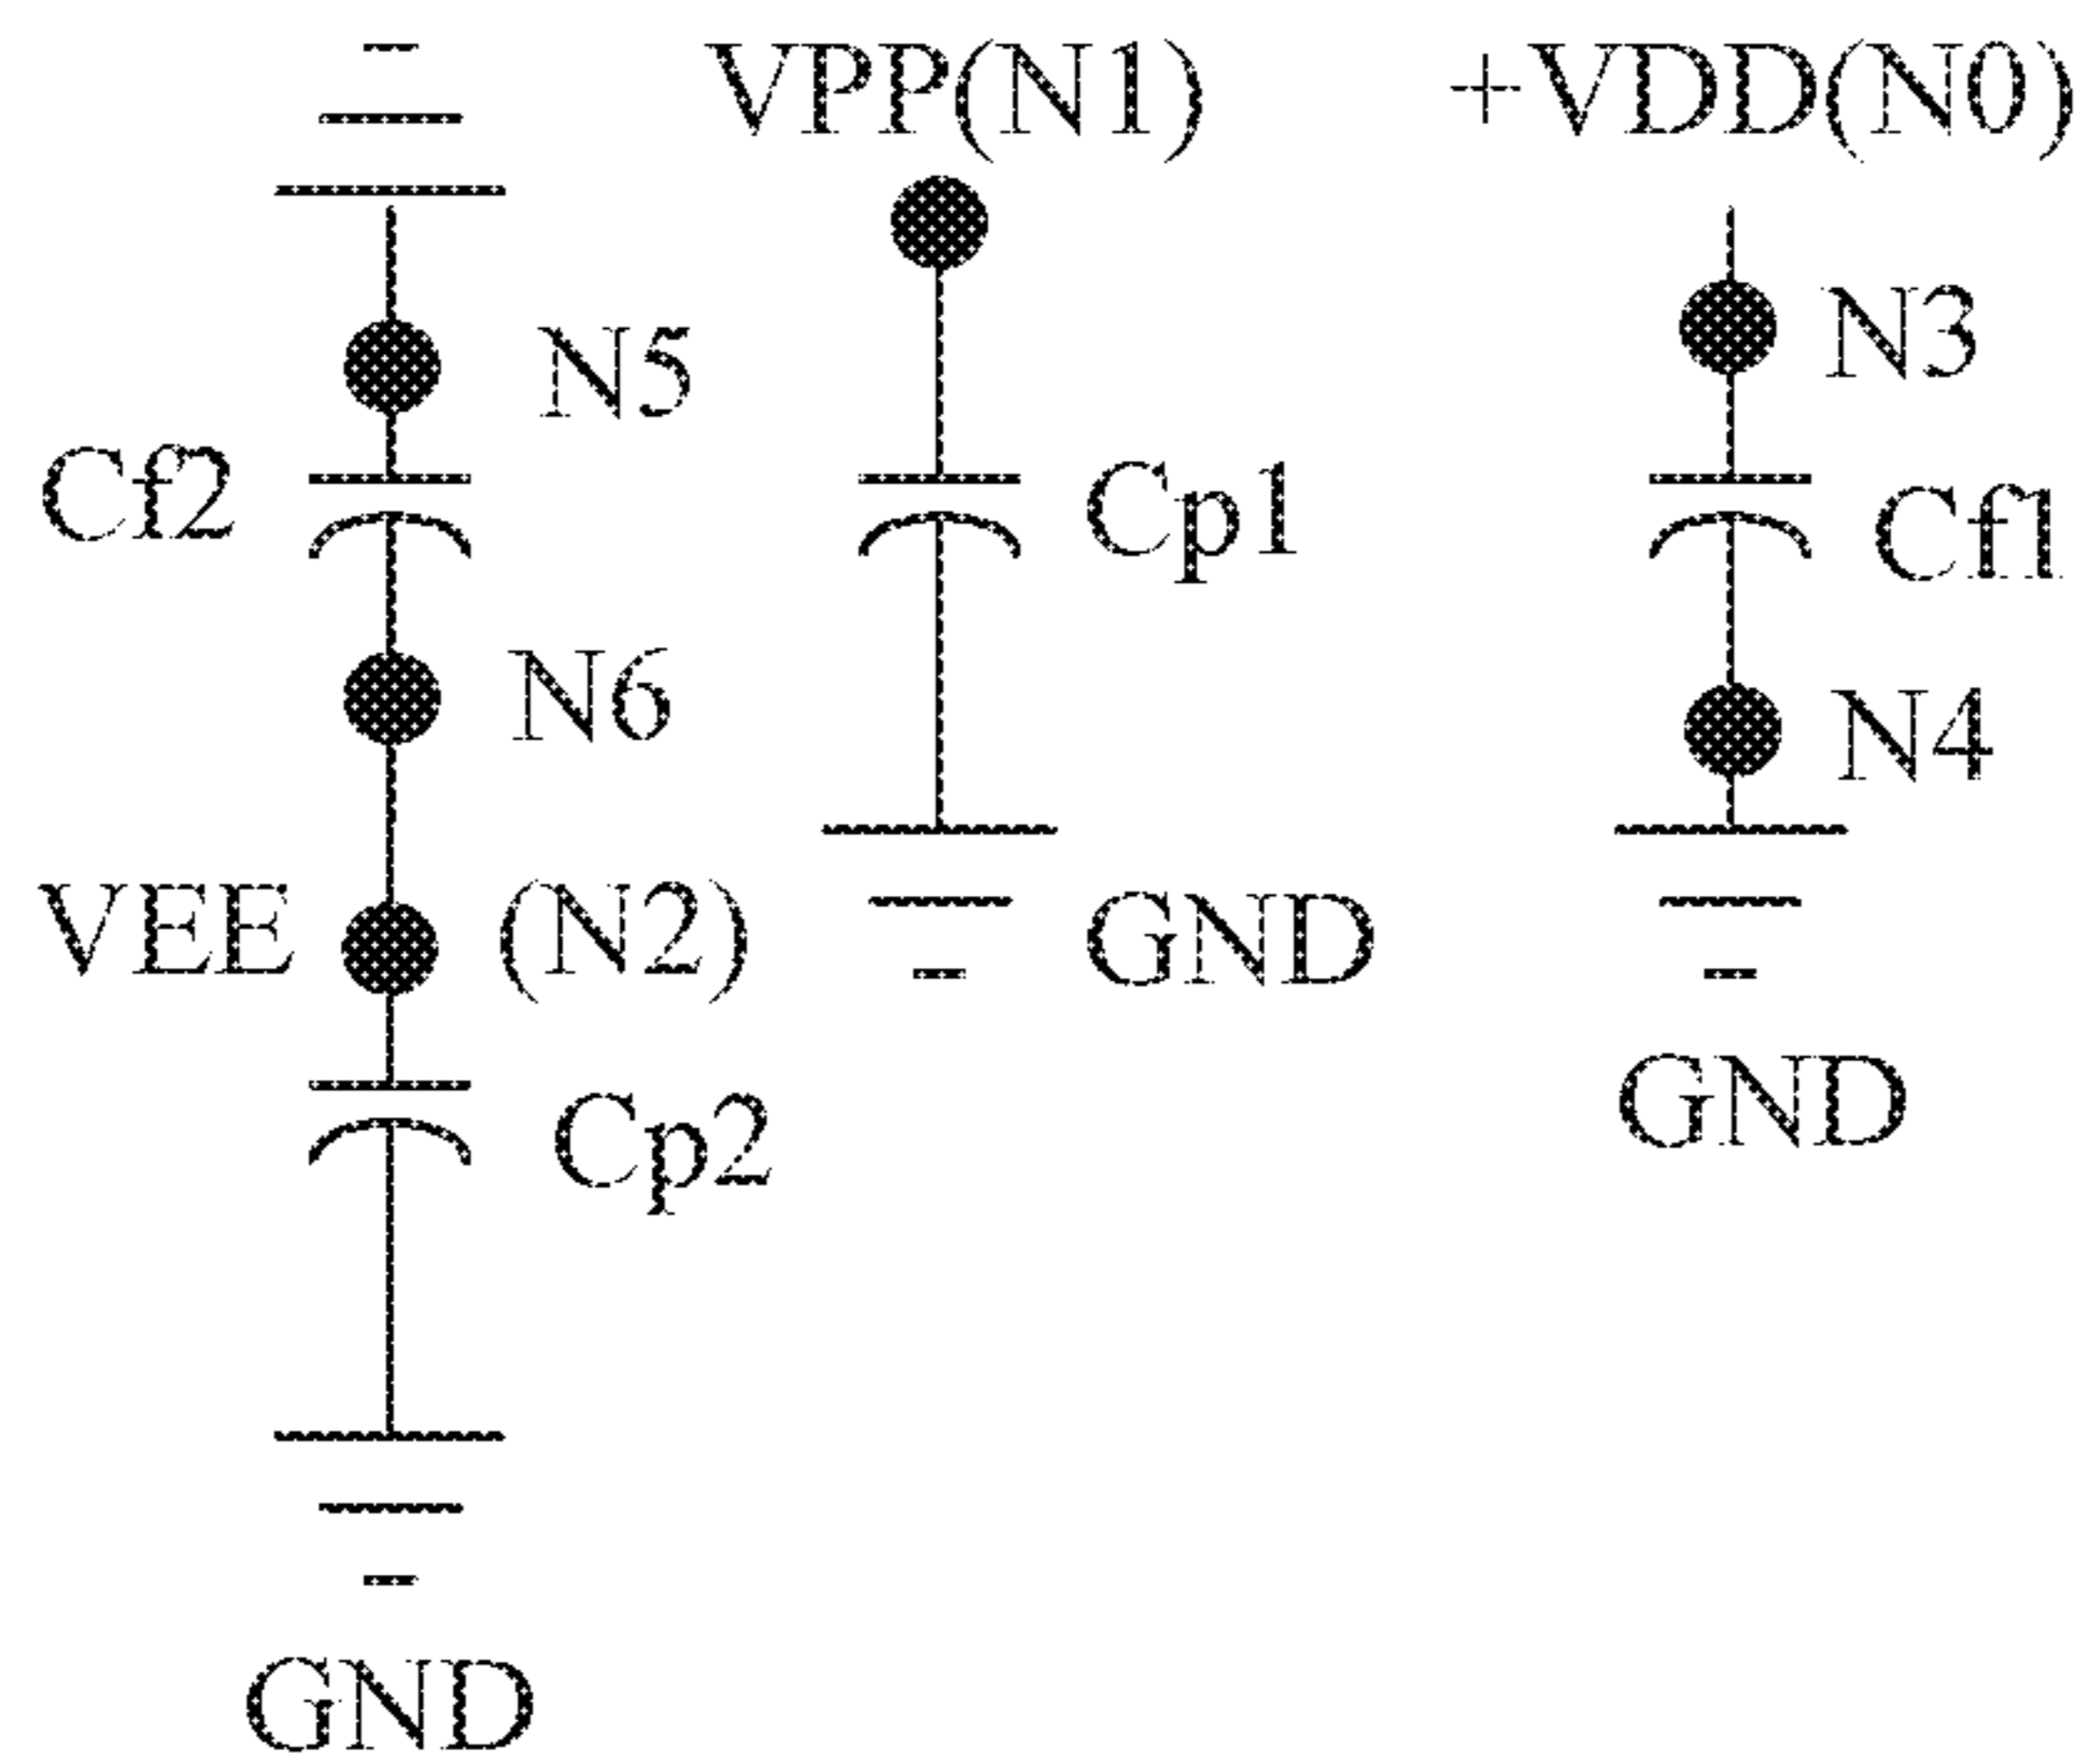 VPP(N1)
+VDD(N0)
N5
N3
Cf2
Cp1
Cf1
N6
N4
VEE
(N2)
GND
GND
Cp2
GND